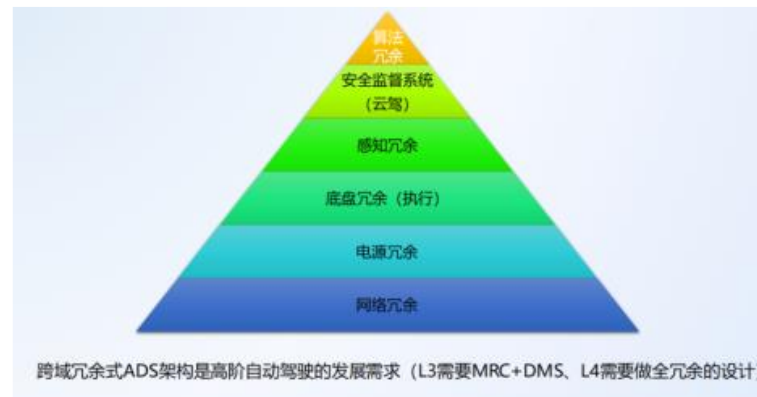 算法
冗余
安全监督系统
（云驾）
感知冗余
底盘冗余（执行）
电源冗余
网络冗余
跨域冗余式ADS架构是高阶自动驾驶的发展需求（L3需要MRC+DMS、L4需要做全冗余的设计）